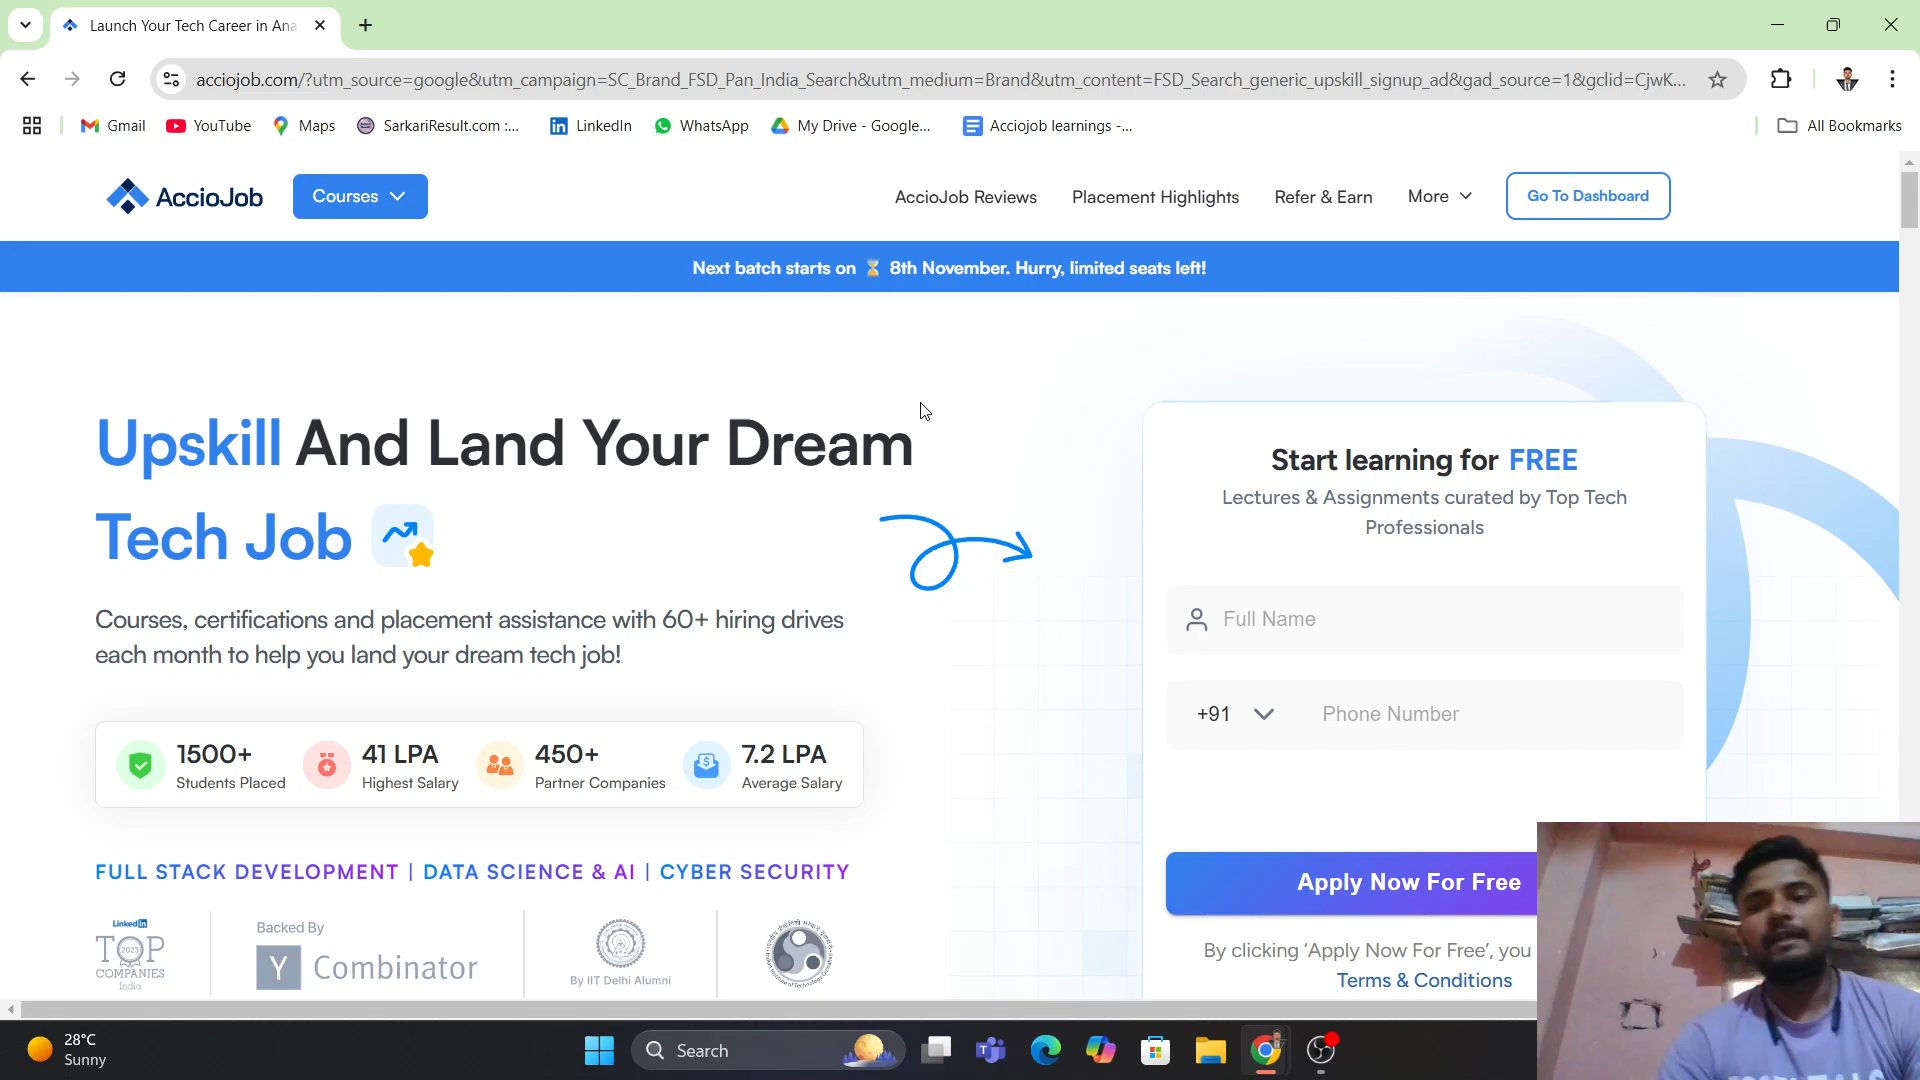 Launch Your Tech Career in Ana
acciojob.com/?utm_source=google&utm_campaign=SC_Brand_FSD_Pan_India_Search&utm_medium=Brand&utm_content=FSD_Search_generic_upskill_signup_ad&gad_source=1&gclid=CjwK...
Gmail YouTube Maps SarkariResult.com :... LinkedIn WhatsApp My Drive - Google... Acciojob learnings -... All Bookmarks
AccioJob Courses AccioJob Reviews Placement Highlights Refer & Earn More Go To Dashboard
Next batch starts on ⌛ 8th November. Hurry, limited seats left!
Upskill And Land Your Dream
Tech Job
Courses, certifications and placement assistance with 60+ hiring drives
each month to help you land your dream tech job!
1500+ 41 LPA 450+ 7.2 LPA
Students Placed Highest Salary Partner Companies Average Salary
FULL STACK DEVELOPMENT | DATA SCIENCE & AI | CYBER SECURITY
LinkedIn
TOP
2023
COMPANIES
India
Backed By
Y Combinator
By IIT Delhi Alumni
Start learning for FREE
Lectures & Assignments curated by Top Tech
Professionals
Full Name
+91 Phone Number
Apply Now For Free
By clicking ‘Apply Now For Free’, you
Terms & Conditions
28°C
Sunny
Search